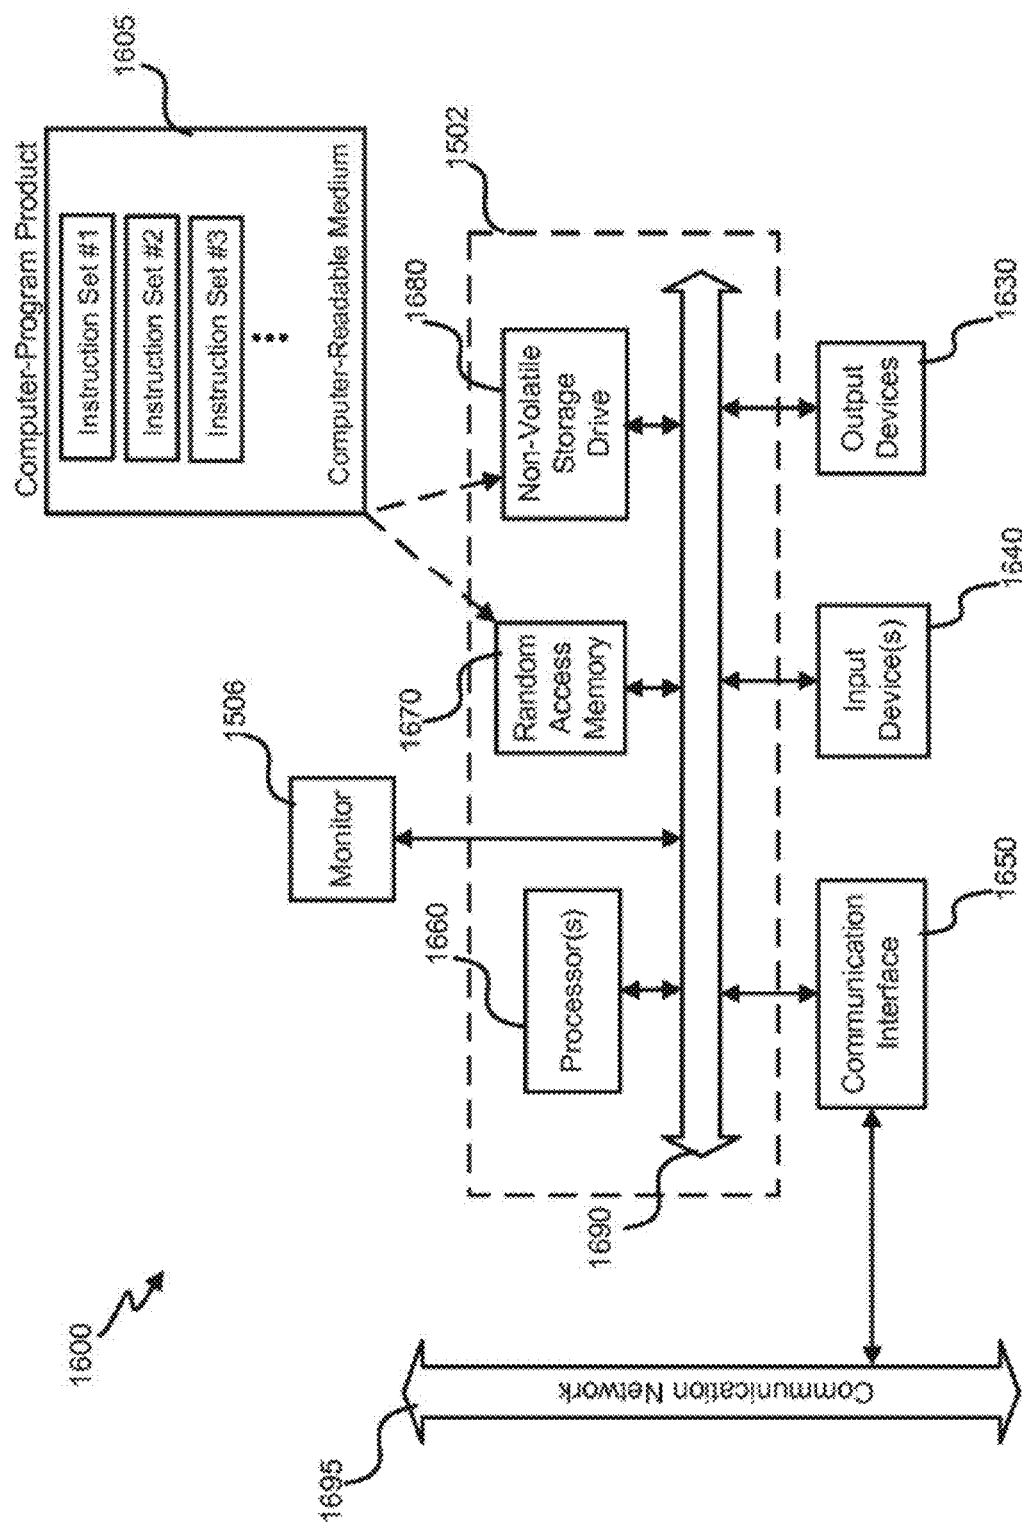 1600
Computer-Program Product
Instruction Set #1
Instruction Set #2
Instruction Set #3
...
Computer-Readable Medium
1605
1506
Monitor
1502
1660
Processor(s)
1670
Random
Access
Memory
1680
Non-Volatile
Storage
Drive
1690
1695
Communication Network
Communication
Interface
1650
Input
Device(s)
1640
Output
Devices
1630